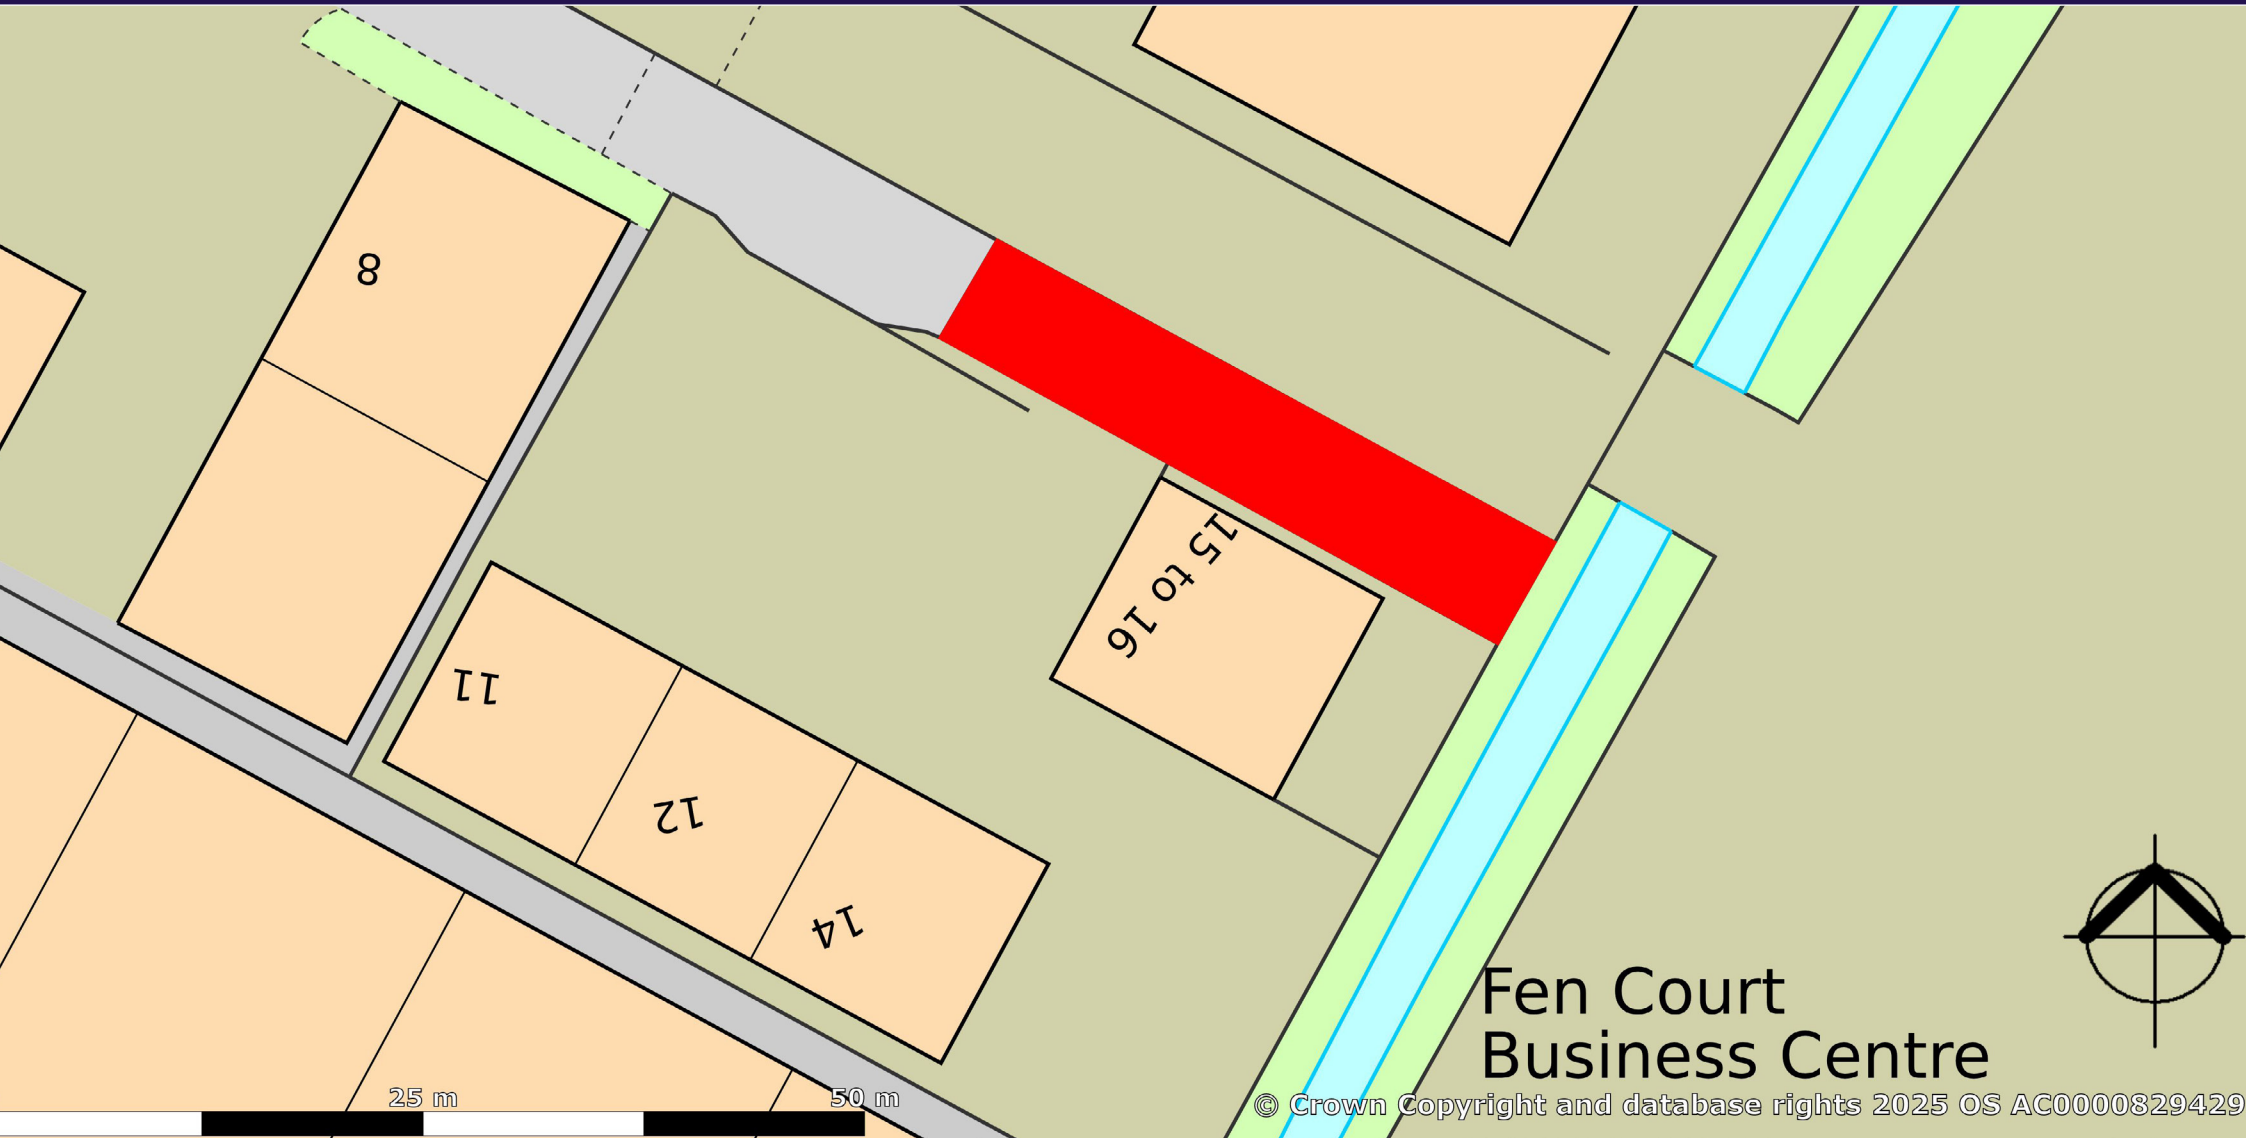 8
15 to 16
11
12
14
Fen Court
Business Centre
25 m
50 m
© Crown Copyright and database rights 2025 OS AC0000829429